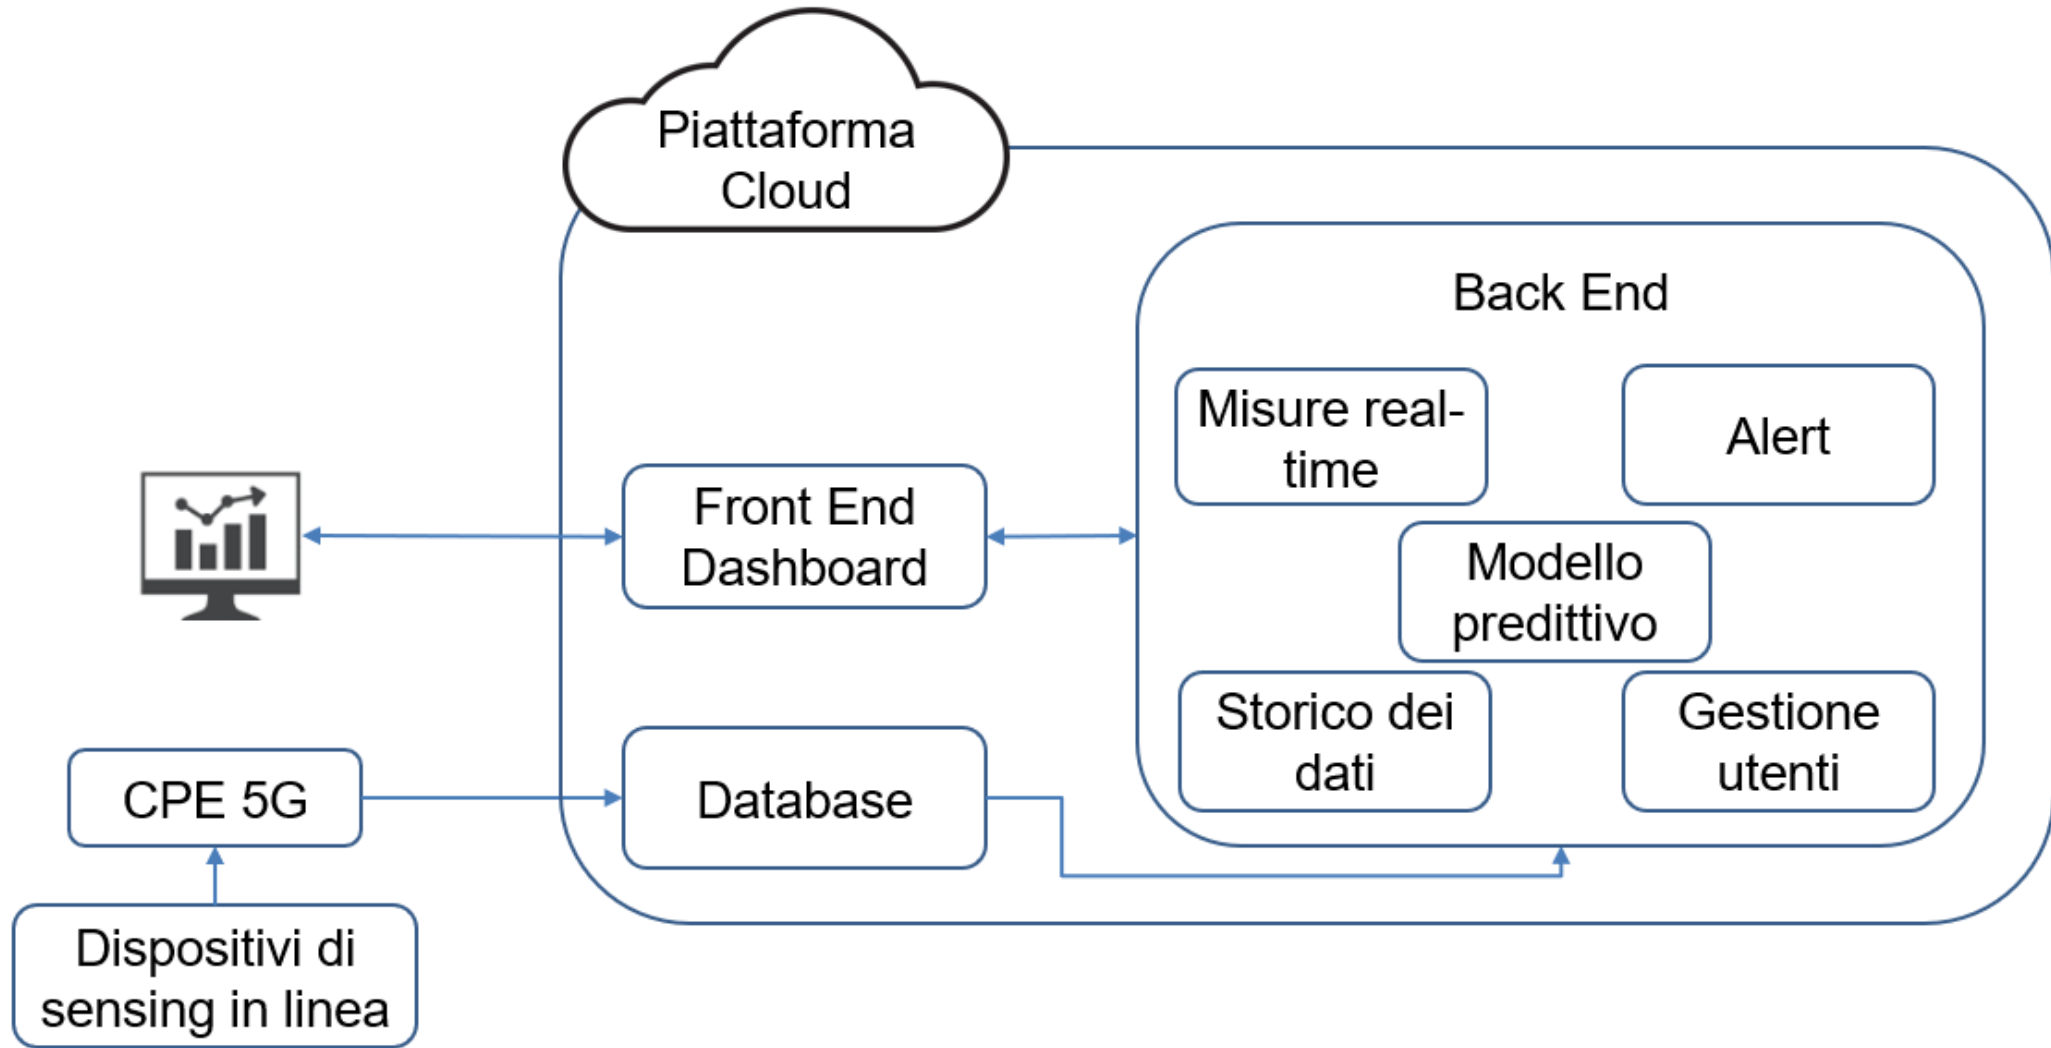 Piattaforma
Cloud
Back End
Misure real-
time
Alert
Front End
Dashboard
Modello
predittivo
Storico dei
dati
Gestione
utenti
CPE 5G
Database
Dispositivi di
sensing in linea